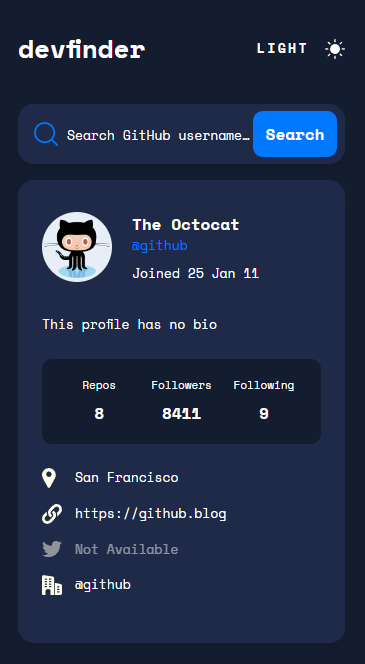 devfinder LIGHT
Search GitHub username… Search
The Octocat
@github
Joined 25 Jan 11
This profile has no bio
Repos Followers Following
8 8411 9
San Francisco
https://github.blog
Not Available
@github